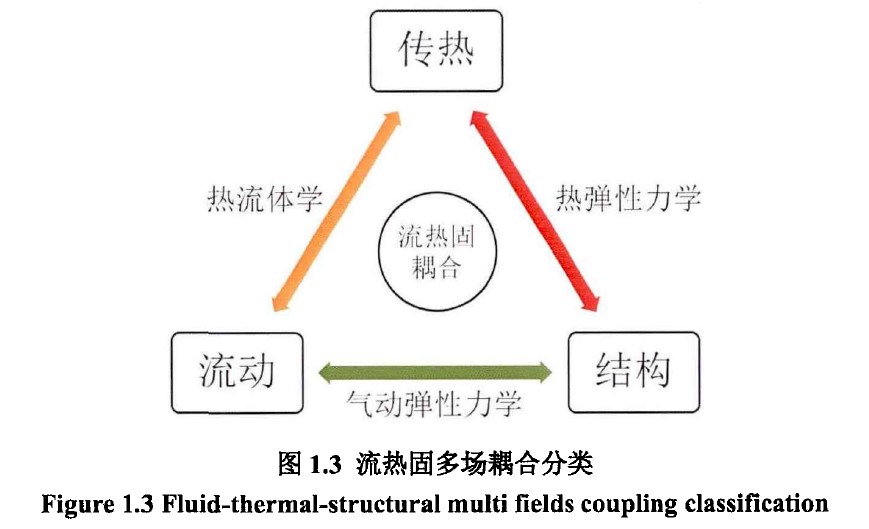 传热
热流体学
热弹性力学
流热固
耦合
流动
结构
气动弹性力学
图 1.3 流热固多场耦合分类
Figure 1.3 Fluid-thermal-structural multi fields coupling classification